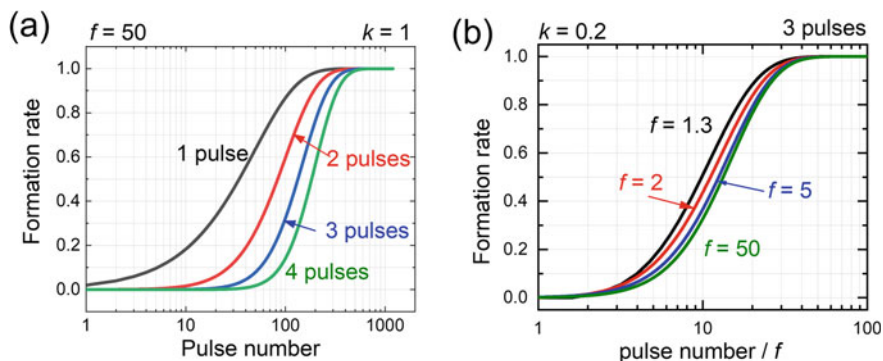 (a)
f = 50
k = 1
Formation rate
1.0
0.8
0.6
0.4
0.2
0.0
1 pulse
2 pulses
3 pulses
4 pulses
1 10 100 1000
Pulse number
(b)
k = 0.2
3 pulses
Formation rate
1.0
0.8
0.6
0.4
0.2
0.0
f = 1.3
f = 2
f = 5
f = 50
1 10 100
pulse number / f